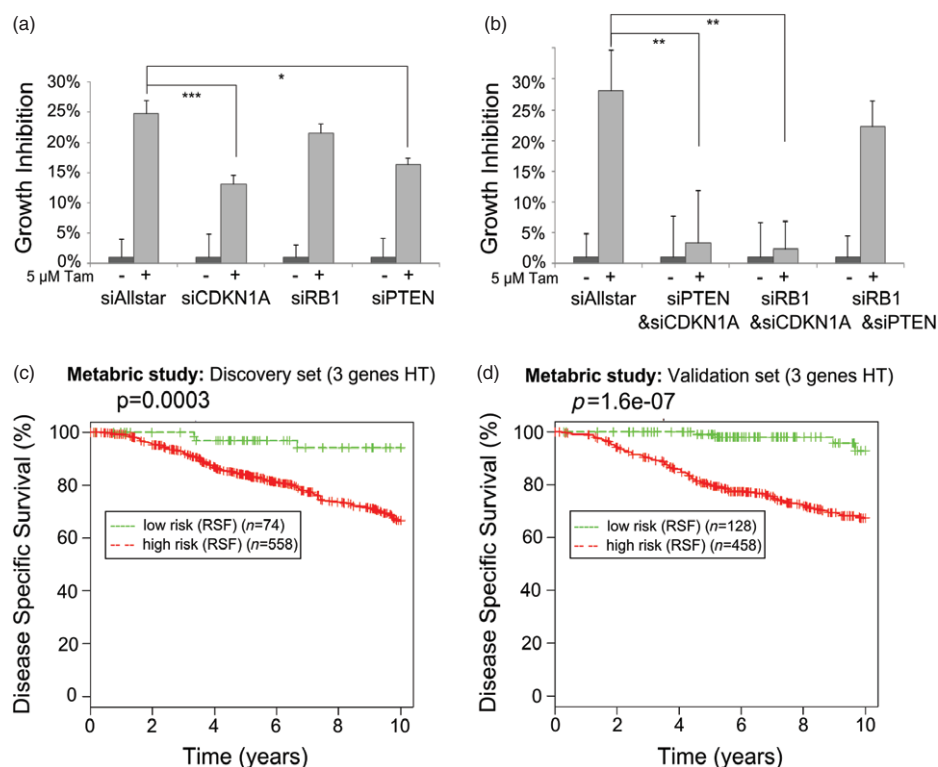 (a)
Growth Inhibition
30%
25%
20%
15%
10%
5%
0%
*
***
5 µM Tam - + - + - + - +
siAllstar siCDKN1A siRB1 siPTEN
(b)
Growth Inhibition
30%
25%
20%
15%
10%
5%
0%
**
**
5 µM Tam - + - + - + - +
siAllstar siPTEN siRB1 siRB1
&siCDKN1A &siCDKN1A &siPTEN
(c)
Metabric study: Discovery set (3 genes HT)
p=0.0003
Disease Specific Survival (%)
100
80
60
40
20
0
low risk (RSF) (n=74)
high risk (RSF) (n=558)
0 2 4 6 8 10
Time (years)
(d)
Metabric study: Validation set (3 genes HT)
p=1.6e-07
Disease Specific Survival (%)
100
80
60
40
20
0
low risk (RSF) (n=128)
high risk (RSF) (n=458)
0 2 4 6 8 10
Time (years)